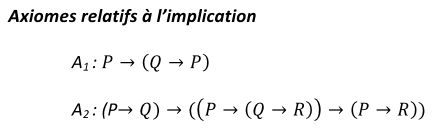 Axiomes relatifs à l’implication
A₁ : P → (Q → P)
A₂ : (P→ Q) → ((P → (Q → R)) → (P → R))